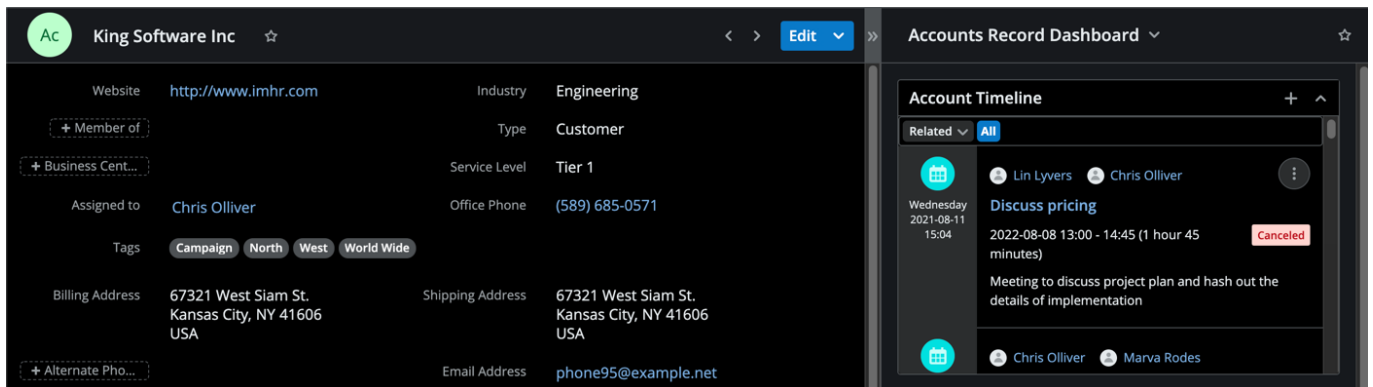 Ac
King Software Inc
Edit
Accounts Record Dashboard
Website
http://www.imhr.com
Industry
Engineering
+ Member of
Type
Customer
+ Business Cent...
Service Level
Tier 1
Assigned to
Chris Olliver
Office Phone
(589) 685-0571
Tags
Campaign North West World Wide
Billing Address
67321 West Siam St.
Kansas City, NY 41606
USA
Shipping Address
67321 West Siam St.
Kansas City, NY 41606
USA
+ Alternate Pho...
Email Address
phone95@example.net
Account Timeline
Related All
Wednesday
2021-08-11
15:04
Lin Lyvers Chris Olliver
Discuss pricing
2022-08-08 13:00 - 14:45 (1 hour 45
minutes)
Canceled
Meeting to discuss project plan and hash out the
details of implementation
Chris Olliver Marva Rodes